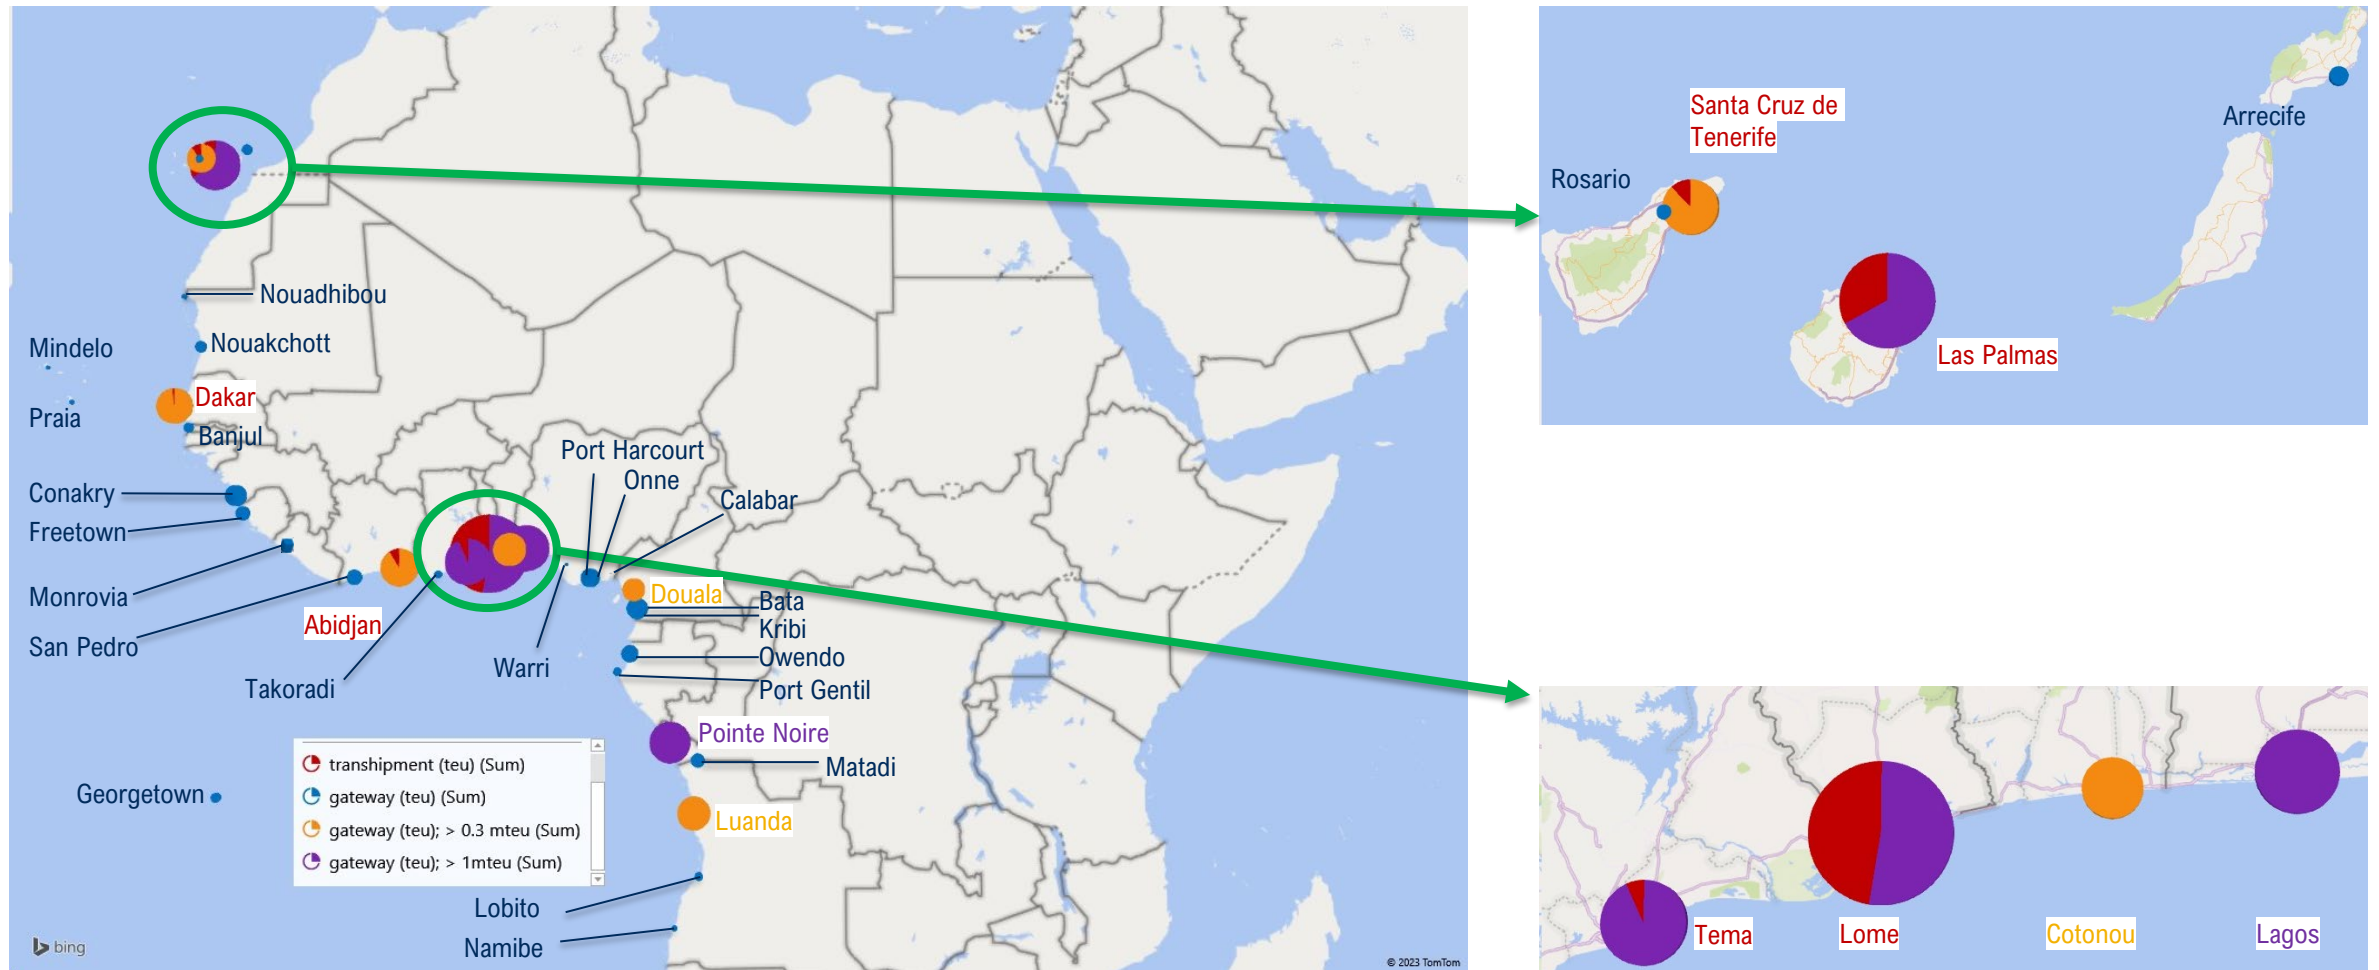 Nouadhibou
Mindelo
Nouakchott
Dakar
Praia
Banjul
Port Harcourt
Onne
Conakry
Calabar
Freetown
Monrovia
San Pedro
Abidjan
Takoradi
Warri
Douala
Bata
Kribi
Owendo
Port Gentil
Pointe Noire
Matadi
Georgetown
Luanda
Lobito
Namibe
transhipment (teu) (Sum)
gateway (teu) (Sum)
gateway (teu); > 0.3 mteu (Sum)
gateway (teu); > 1mteu (Sum)
bing
© 2023 TomTom
Santa Cruz de
Tenerife
Arrecife
Rosario
Las Palmas
Tema
Lome
Cotonou
Lagos